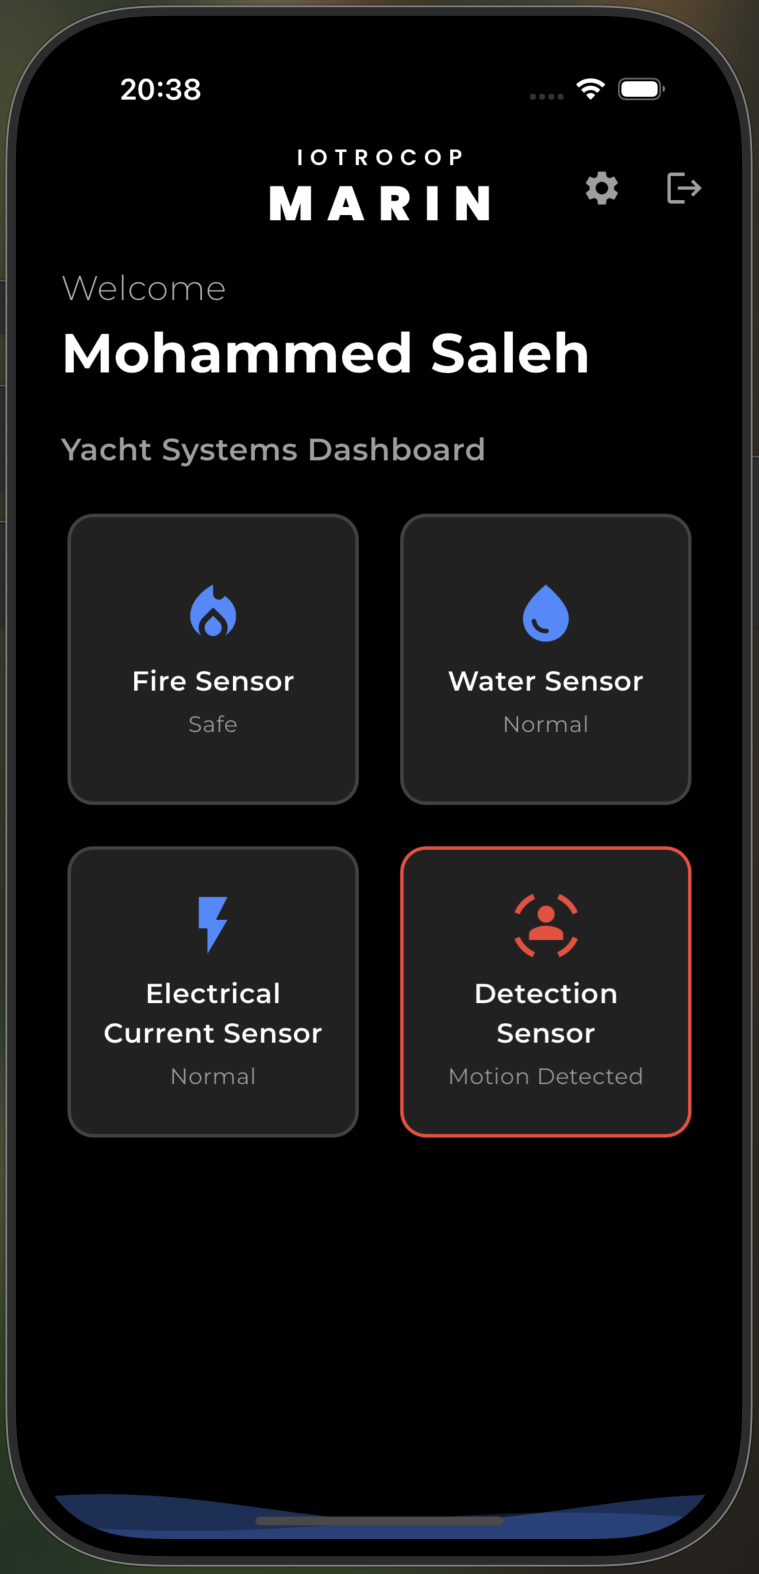 20:38
IOTROCOP
MARIN
Welcome
Mohammed Saleh
Yacht Systems Dashboard
Fire Sensor
Safe
Water Sensor
Normal
Electrical
Current Sensor
Normal
Detection
Sensor
Motion Detected